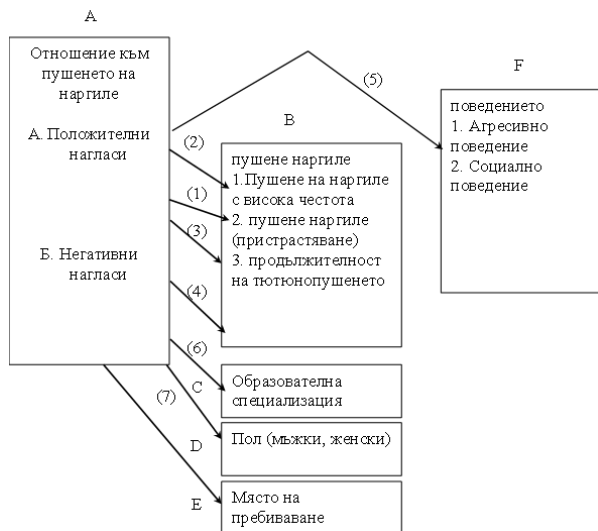 A
Отношение към
пушенето на
наргиле
А. Положителни
нагласи
Б. Негативни
нагласи
(2)
(1)
(3)
(4)
(6)
(7)
(5)
B
пушене наргиле
1.Пушене на наргиле
с висока честота
2. пушене наргиле
(пристрастяване)
3. продължителност
на тютюнопушенето
C
Образователна
специализация
D
Пол (мъжки, женски)
E
Място на
пребиваване
F
поведението
1. Агресивно
поведение
2. Социално
поведение